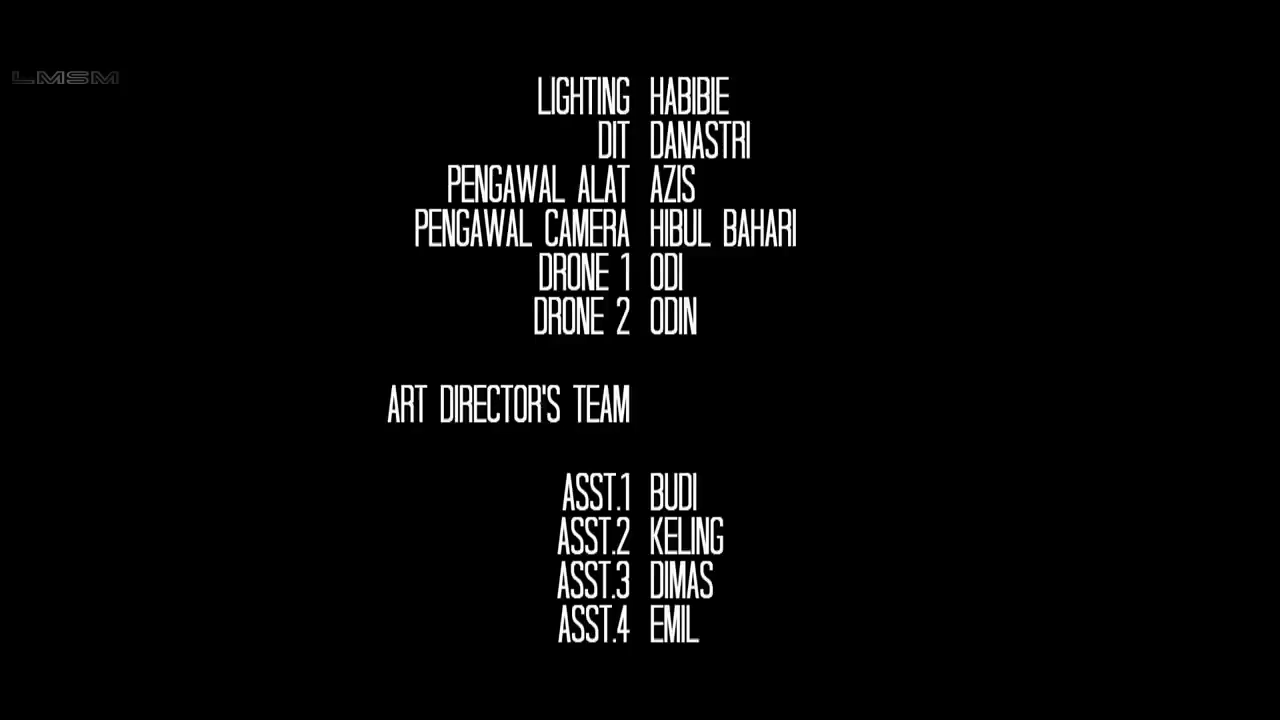 LMSM
LIGHTING HABIBIE
DIT DANASTRI
PENGAWAL ALAT AZIS
PENGAWAL CAMERA HIBUL BAHARI
DRONE 1 ODI
DRONE 2 ODIN
ART DIRECTOR'S TEAM
ASST.1 BUDI
ASST.2 KELING
ASST.3 DIMAS
ASST.4 EMIL